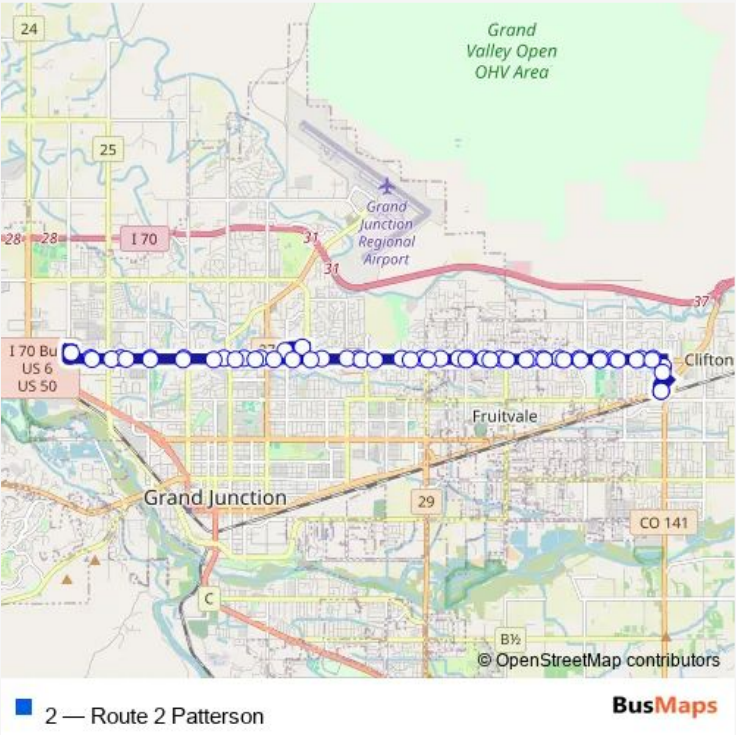 24
Grand
Valley Open
OHV Area
25
Grand
Junction
Regional
Airport
28
28
I 70
31
31
37
I 70 Bu
US 6
US 50
27
Clifton
Fruitvale
Grand Junction
29
CO 141
C
B½
© OpenStreetMap contributors
2 — Route 2 Patterson
BusMaps